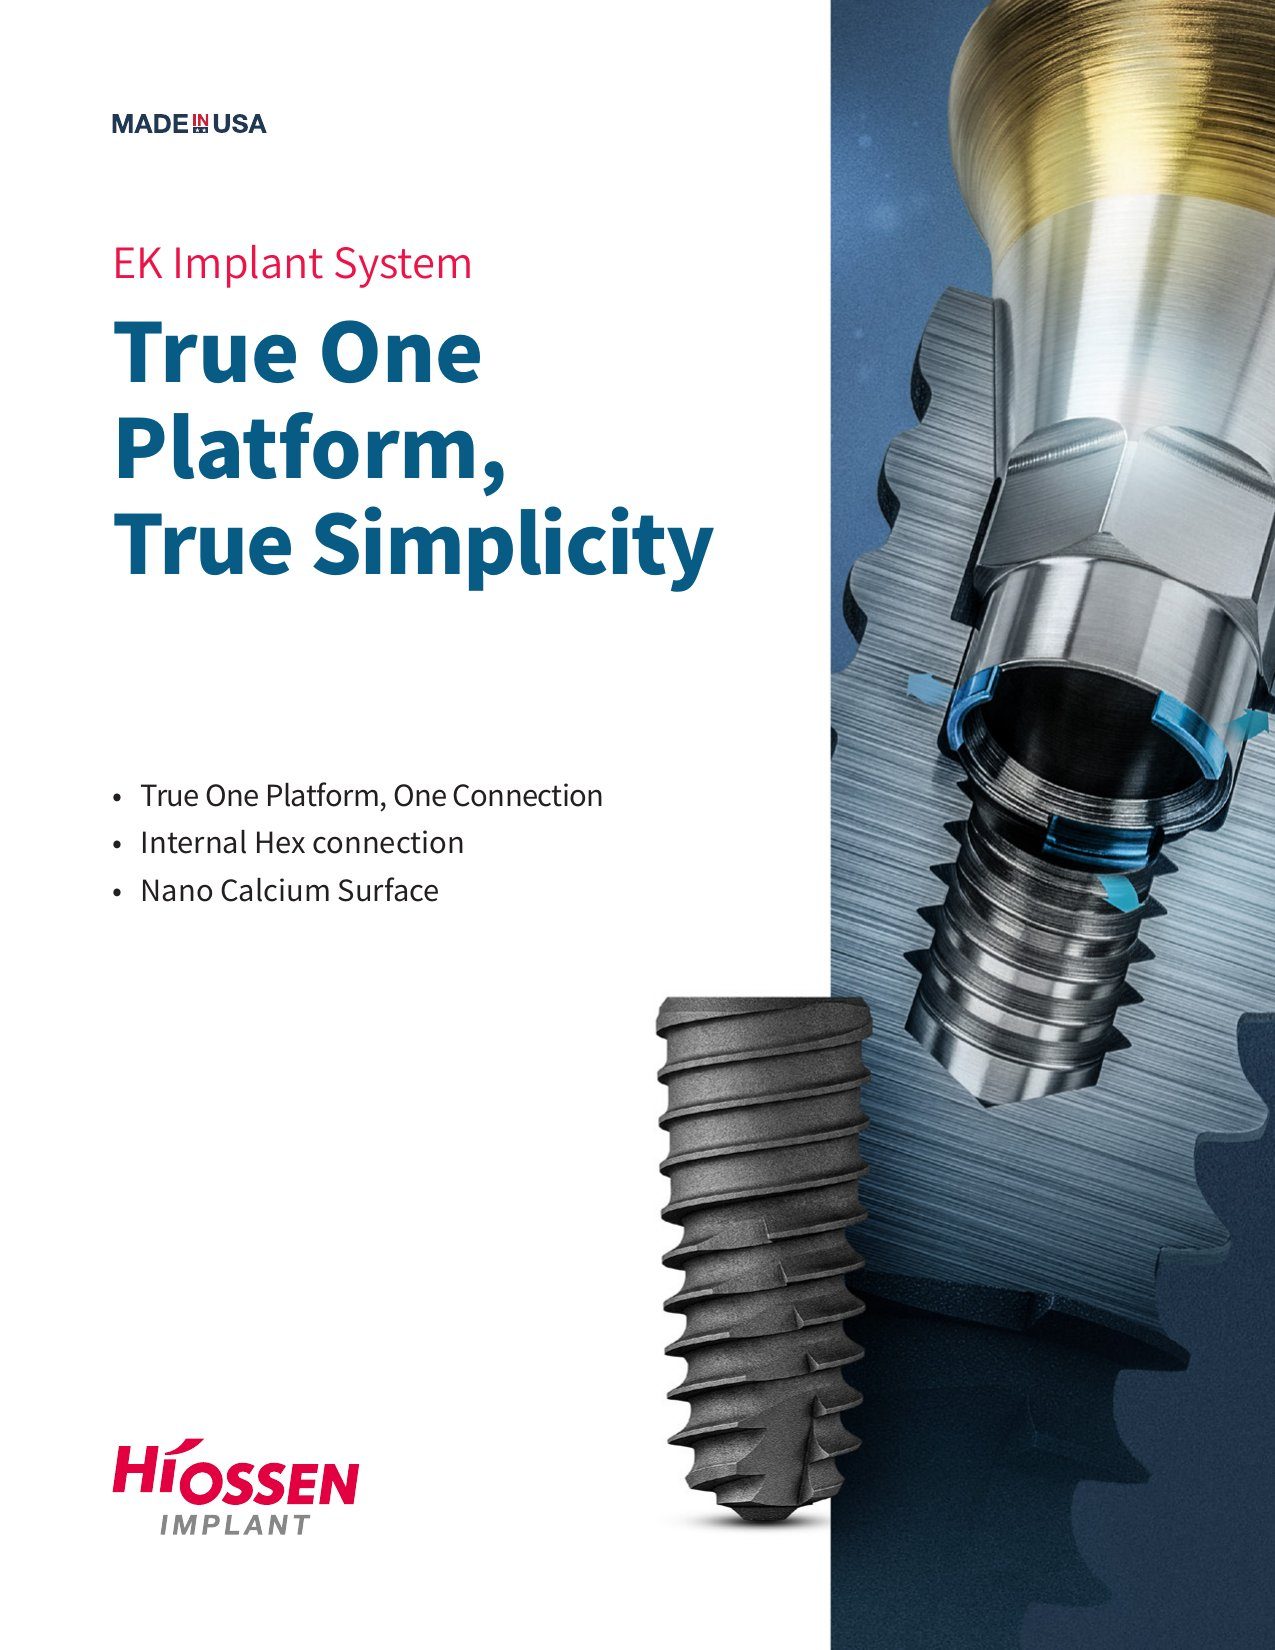 MADE IN USA
EK Implant System
True One
Platform,
True Simplicity
• True One Platform, One Connection
• Internal Hex connection
• Nano Calcium Surface
HIOSSEN
IMPLANT